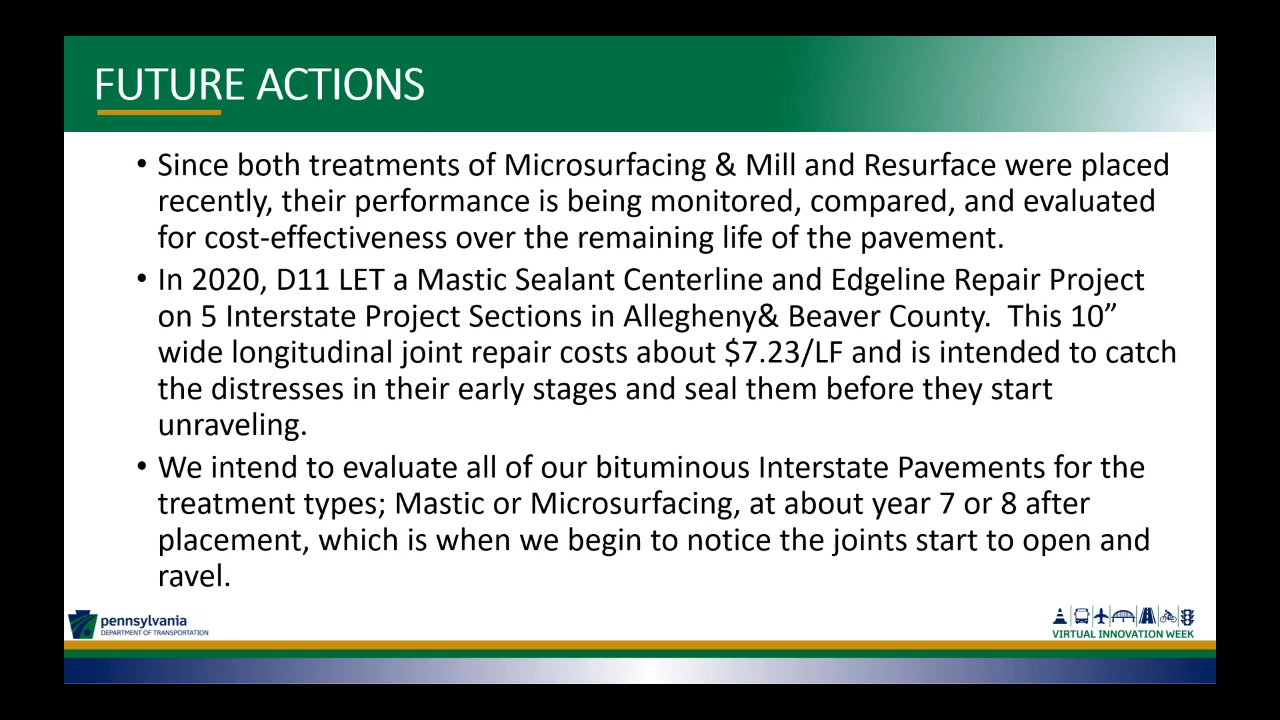 FUTURE ACTIONS
• Since both treatments of Microsurfacing & Mill and Resurface were placed
recently, their performance is being monitored, compared, and evaluated
for cost-effectiveness over the remaining life of the pavement.
• In 2020, D11 LET a Mastic Sealant Centerline and Edgeline Repair Project
on 5 Interstate Project Sections in Allegheny& Beaver County.  This 10”
wide longitudinal joint repair costs about $7.23/LF and is intended to catch
the distresses in their early stages and seal them before they start
unraveling.
• We intend to evaluate all of our bituminous Interstate Pavements for the
treatment types; Mastic or Microsurfacing, at about year 7 or 8 after
placement, which is when we begin to notice the joints start to open and
ravel.
pennsylvania
DEPARTMENT OF TRANSPORTATION
VIRTUAL INNOVATION WEEK